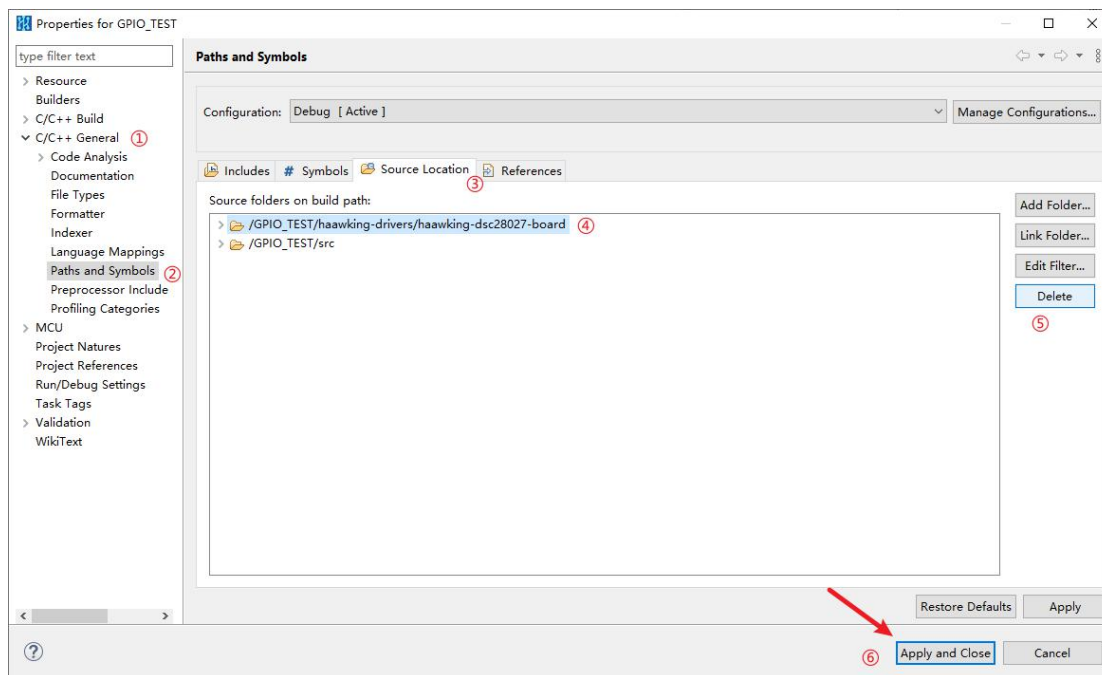 Properties for GPIO_TEST
type filter text
Resource
Builders
C/C++ Build
C/C++ General ①
Code Analysis
Documentation
File Types
Formatter
Indexer
Language Mappings
Paths and Symbols ②
Preprocessor Include
Profiling Categories
MCU
Project Natures
Project References
Run/Debug Settings
Task Tags
Validation
WikiText
Paths and Symbols
Configuration: Debug [ Active ] Manage Configurations...
Includes # Symbols Source Location References
③
Source folders on build path:
/GPIO_TEST/haawking-drivers/haawking-dsc28027-board ④
/GPIO_TEST/src
Add Folder...
Link Folder...
Edit Filter...
Delete
⑤
Restore Defaults Apply
? ⑥ Apply and Close Cancel